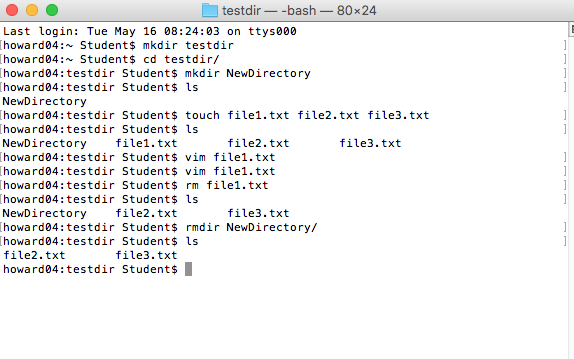 testdir — -bash — 80×24
Last login: Tue May 16 08:24:03 on ttys000
[howard04:~ Student$ mkdir testdir ]
[howard04:~ Student$ cd testdir/ ]
[howard04:testdir Student$ mkdir NewDirectory ]
[howard04:testdir Student$ ls ]
NewDirectory
[howard04:testdir Student$ touch file1.txt file2.txt file3.txt ]
[howard04:testdir Student$ ls ]
NewDirectory    file1.txt       file2.txt       file3.txt
[howard04:testdir Student$ vim file1.txt ]
[howard04:testdir Student$ vim file1.txt ]
[howard04:testdir Student$ rm file1.txt ]
[howard04:testdir Student$ ls ]
NewDirectory    file2.txt       file3.txt
[howard04:testdir Student$ rmdir NewDirectory/ ]
[howard04:testdir Student$ ls ]
file2.txt       file3.txt
howard04:testdir Student$